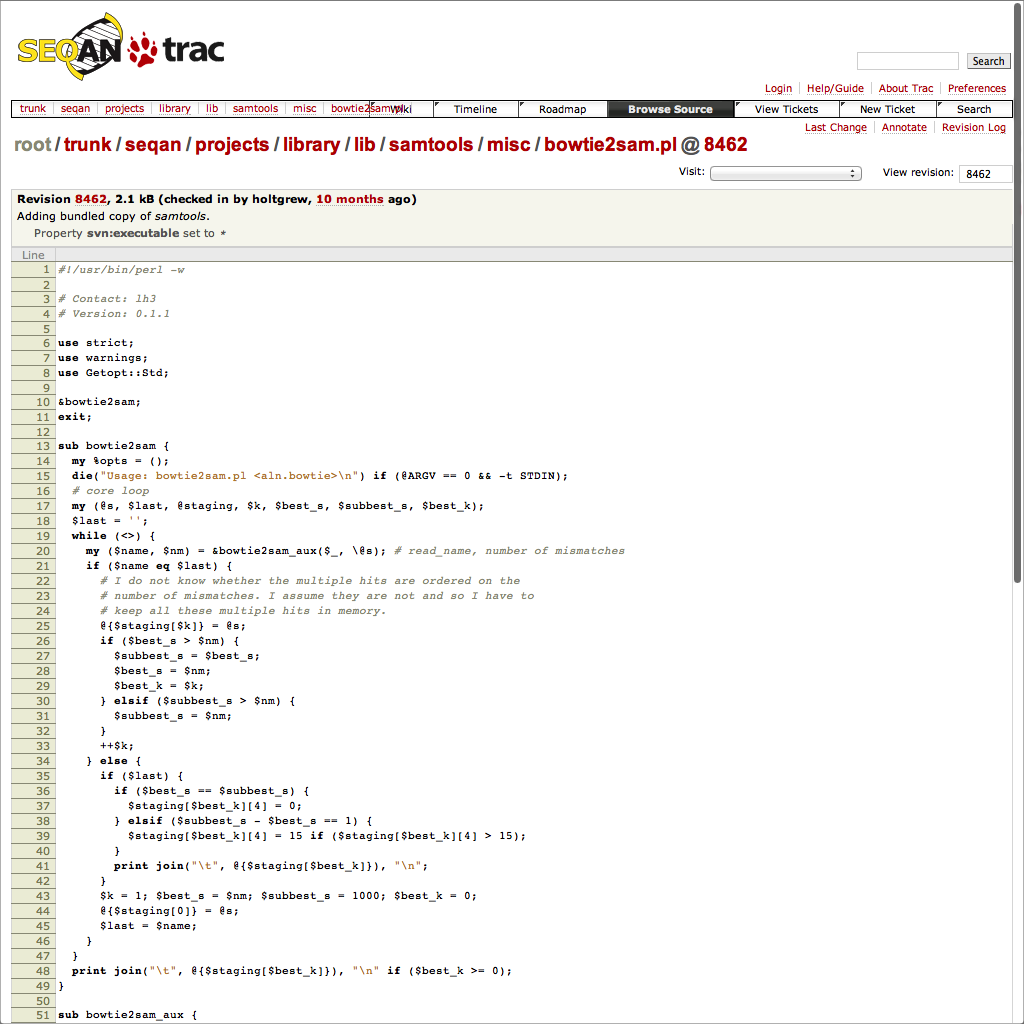 SEQAN trac
Search
Login Help/Guide About Trac Preferences
trunk seqan projects library lib samtools misc bowtie2sam.pl Wiki Timeline Roadmap Browse Source View Tickets New Ticket Search
Last Change Annotate Revision Log
root / trunk / seqan / projects / library / lib / samtools / misc / bowtie2sam.pl @ 8462
Visit: View revision: 8462
Revision 8462, 2.1 kB (checked in by holtgrew, 10 months ago)
Adding bundled copy of samtools.
Property svn:executable set to *
Line
1 #!/usr/bin/perl -w
2
3 # Contact: lh3
4 # Version: 0.1.1
5
6 use strict;
7 use warnings;
8 use Getopt::Std;
9
10 &bowtie2sam;
11 exit;
12
13 sub bowtie2sam {
14 my %opts = ();
15 die("Usage: bowtie2sam.pl <aln.bowtie>\n") if (@ARGV == 0 && -t STDIN);
16 # core loop
17 my (@s, $last, @staging, $k, $best_s, $subbest_s, $best_k);
18 $last = '';
19 while (<>) {
20 my ($name, $nm) = &bowtie2sam_aux($_, \@s); # read_name, number of mismatches
21 if ($name eq $last) {
22 # I do not know whether the multiple hits are ordered on the
23 # number of mismatches. I assume they are not and so I have to
24 # keep all these multiple hits in memory.
25 @{$staging[$k]} = @s;
26 if ($best_s > $nm) {
27 $subbest_s = $best_s;
28 $best_s = $nm;
29 $best_k = $k;
30 } elsif ($subbest_s > $nm) {
31 $subbest_s = $nm;
32 }
33 ++$k;
34 } else {
35 if ($last) {
36 if ($best_s == $subbest_s) {
37 $staging[$best_k][4] = 0;
38 } elsif ($subbest_s - $best_s == 1) {
39 $staging[$best_k][4] = 15 if ($staging[$best_k][4] > 15);
40 }
41 print join("\t", @{$staging[$best_k]}), "\n";
42 }
43 $k = 1; $best_s = $nm; $subbest_s = 1000; $best_k = 0;
44 @{$staging[0]} = @s;
45 $last = $name;
46 }
47 }
48 print join("\t", @{$staging[$best_k]}), "\n" if ($best_k >= 0);
49 }
50
51 sub bowtie2sam_aux {